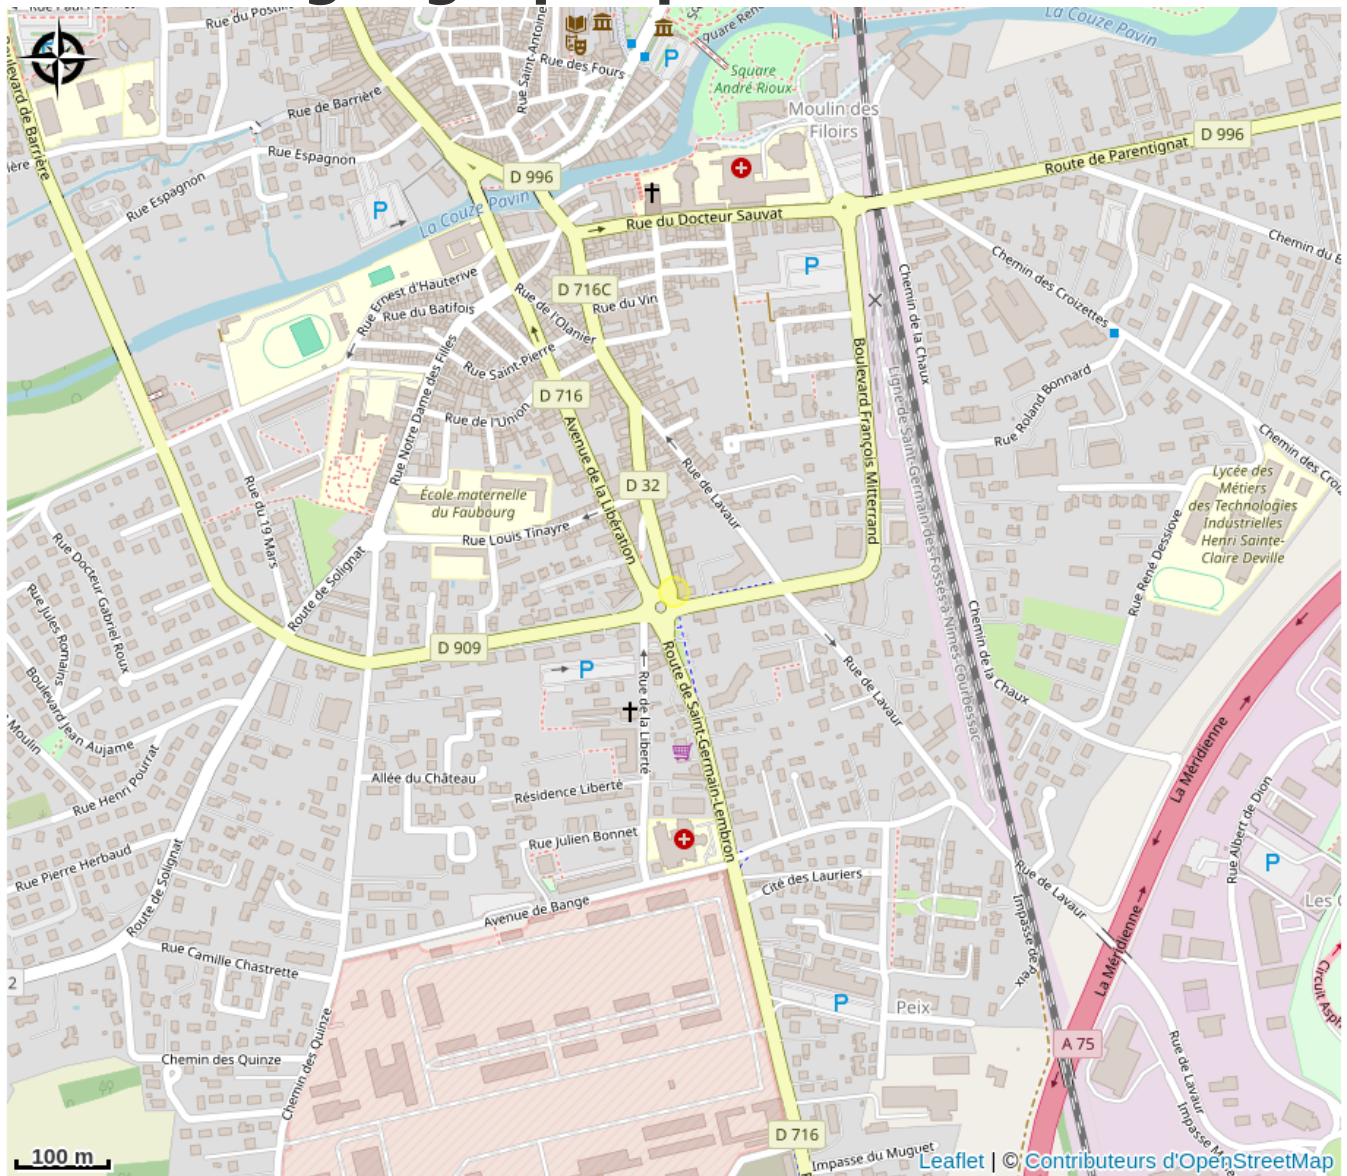 Rue du Postillon
La Couze Pavin
Boulevard de Barrière
Rue Saint-Antoine
Rue des Fours
P
Square
André Rioux
Rue de Barrière
Moulin des
Filoirs
D 996
Route de Parentignat
Rue Espagnon
D 996
Rue Espagnon
P
La Couze Pavin
Rue du Docteur Sauvat
Chemin du
Chemin des Croizettes
P
Rue Ernest d'Hauterive
D 716C
Rue du Vin
Rue du Batifois
Rue de l'Olanier
Chemin de la Chaux
Rue Saint-Pierre
Rue Notre Dame des Filles
Boulevard François Mitterrand
Ligne de Saint-Germain-des-Fossés à Nîmes-Courbessac
D 716
Rue Roland Bonnard
Rue de l'Union
Avenue de la Libération
Chemin des
Rue de Lavaur
D 32
École maternelle
du Faubourg
Lycée des
Métiers
des Technologies
Industrielles
Henri Sainte-
Claire Deville
Rue du 19 Mars
Rue Louis Tinayre
Rue Docteur Gabriel Roux
Route de Solignat
Rue René Dessiove
Rue Jules Romains
Chemin de la Chaux
D 909
P
Route de Saint-Germain-Lembron
Rue de la Liberté
Rue de Lavaur
Boulevard Jean Aujame
Moulin
La Méridienne
Rue Henri Pourrat
Allée du Château
Résidence Liberté
Rue Albert de Dion
Rue Julien Bonnet
Rue Pierre Herbaud
Route de Solignat
P
Cité des Lauriers
Rue de Lavaur
Les
Avenue de Bange
Impasse de Peix
La Méridienne
Rue Camille Chastrette
2
P
Peix
Circuit
A 75
Chemin des Quinze
Chemin des Quinze
Rue de Lavaur
D 716
Impasse du Muguet
Impasse
100 m
Leaflet | © Contributeurs d'OpenStreetMap